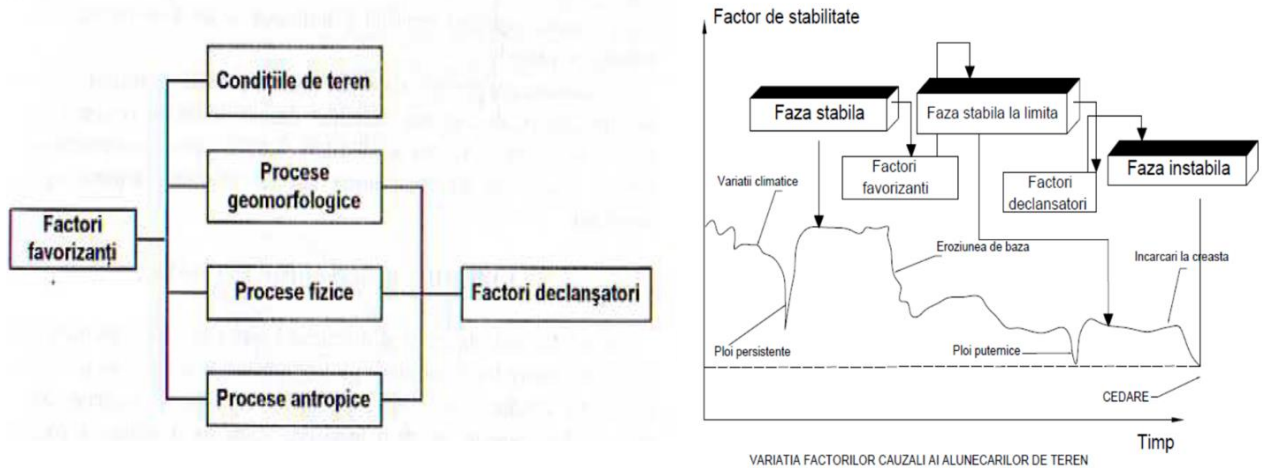 Condițiile de teren
Procese
geomorfologice
Factori
favorizanți
Procese fizice
Factori declanșatori
Procese antropice
Factor de stabilitate
Faza stabila
Faza stabila la limita
Factori
favorizanti
Factori
declansatori
Faza instabila
Variatii climatice
Eroziunea de baza
Incarcari la creasta
Ploi persistente
Ploi puternice
CEDARE
Timp
VARIATIA FACTORILOR CAUZALI AI ALUNECARILOR DE TEREN